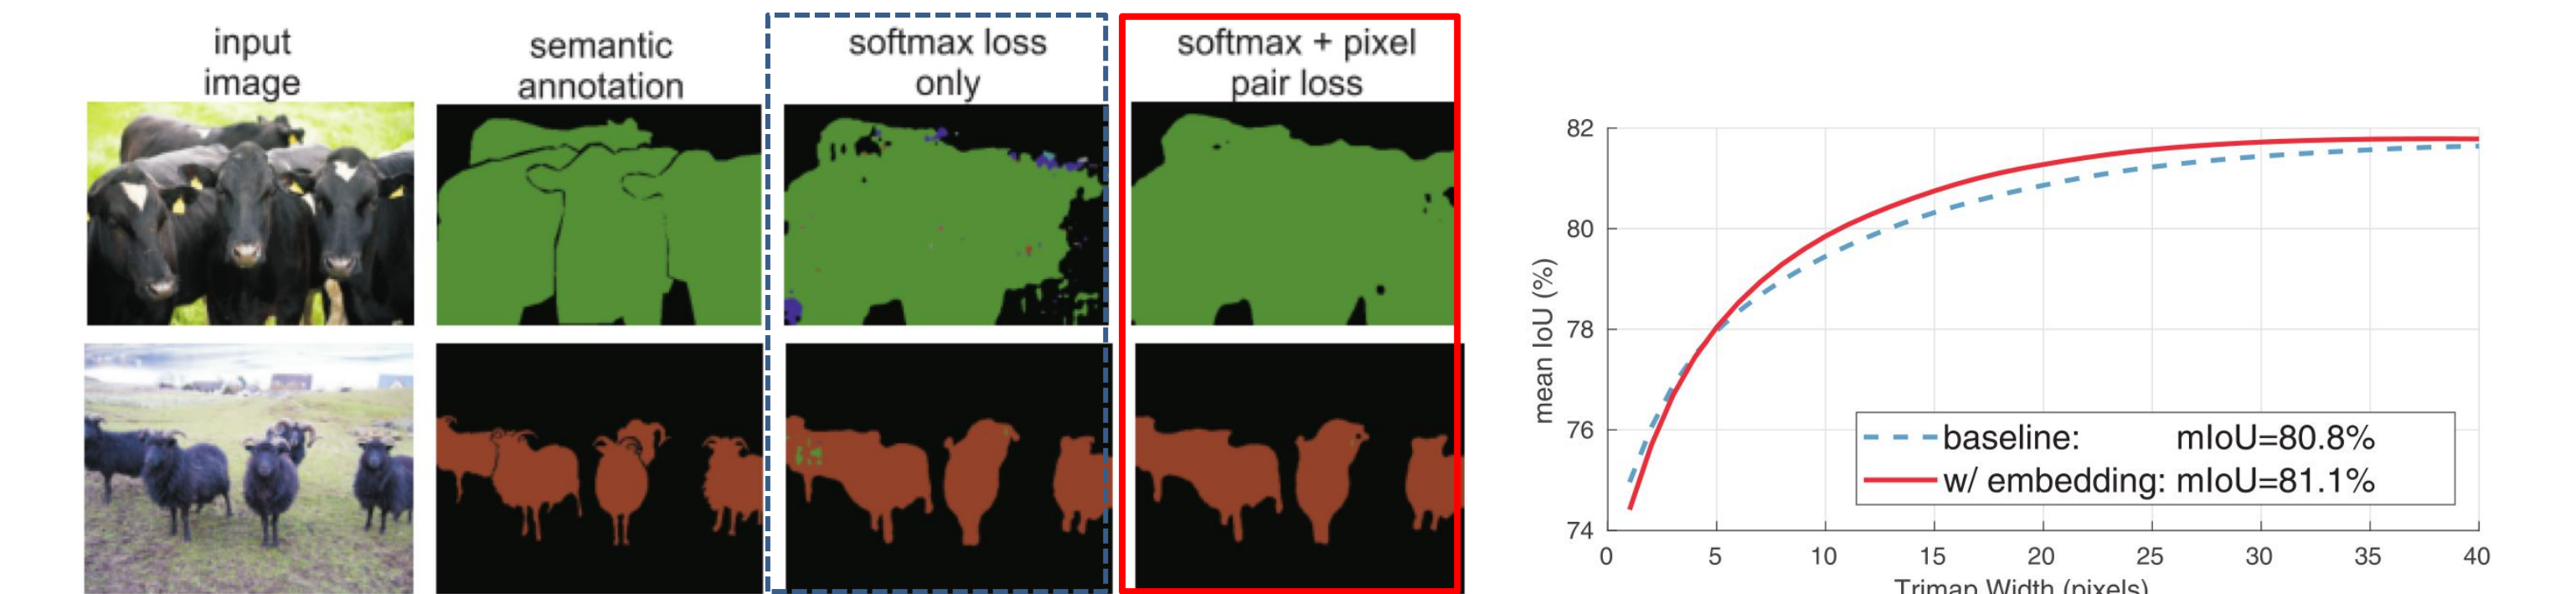 input
image
semantic
annotation
softmax loss
only
softmax + pixel
pair loss
82
80
78
76
74
mean IoU (%)
baseline: mIoU=80.8%
w/ embedding: mIoU=81.1%
0 5 10 15 20 25 30 35 40
Trimap Width (pixels)